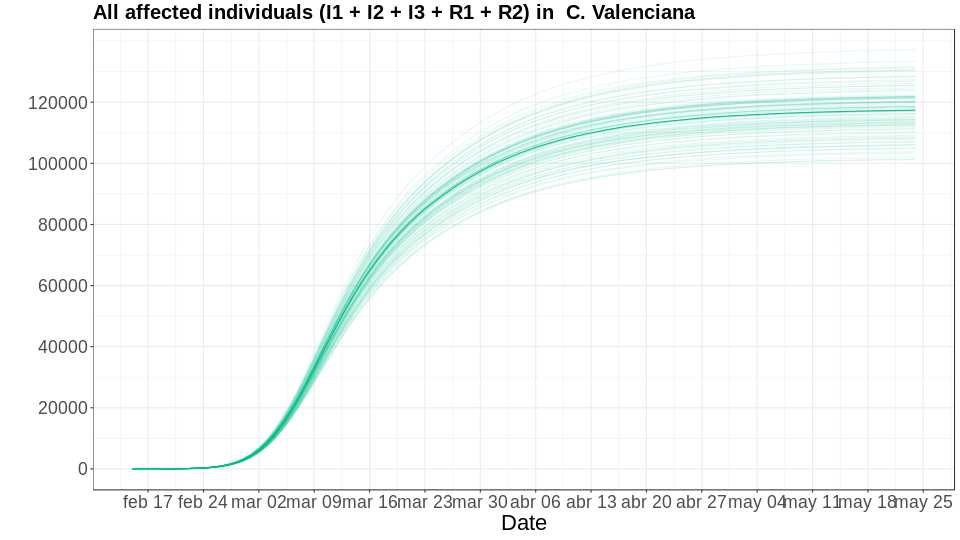 All affected individuals (I1 + I2 + I3 + R1 + R2) in  C. Valenciana
120000
100000
80000
60000
40000
20000
0
feb 17 feb 24 mar 02 mar 09 mar 16 mar 23 mar 30 abr 06 abr 13 abr 20 abr 27 may 04 may 11 may 18 may 25
Date